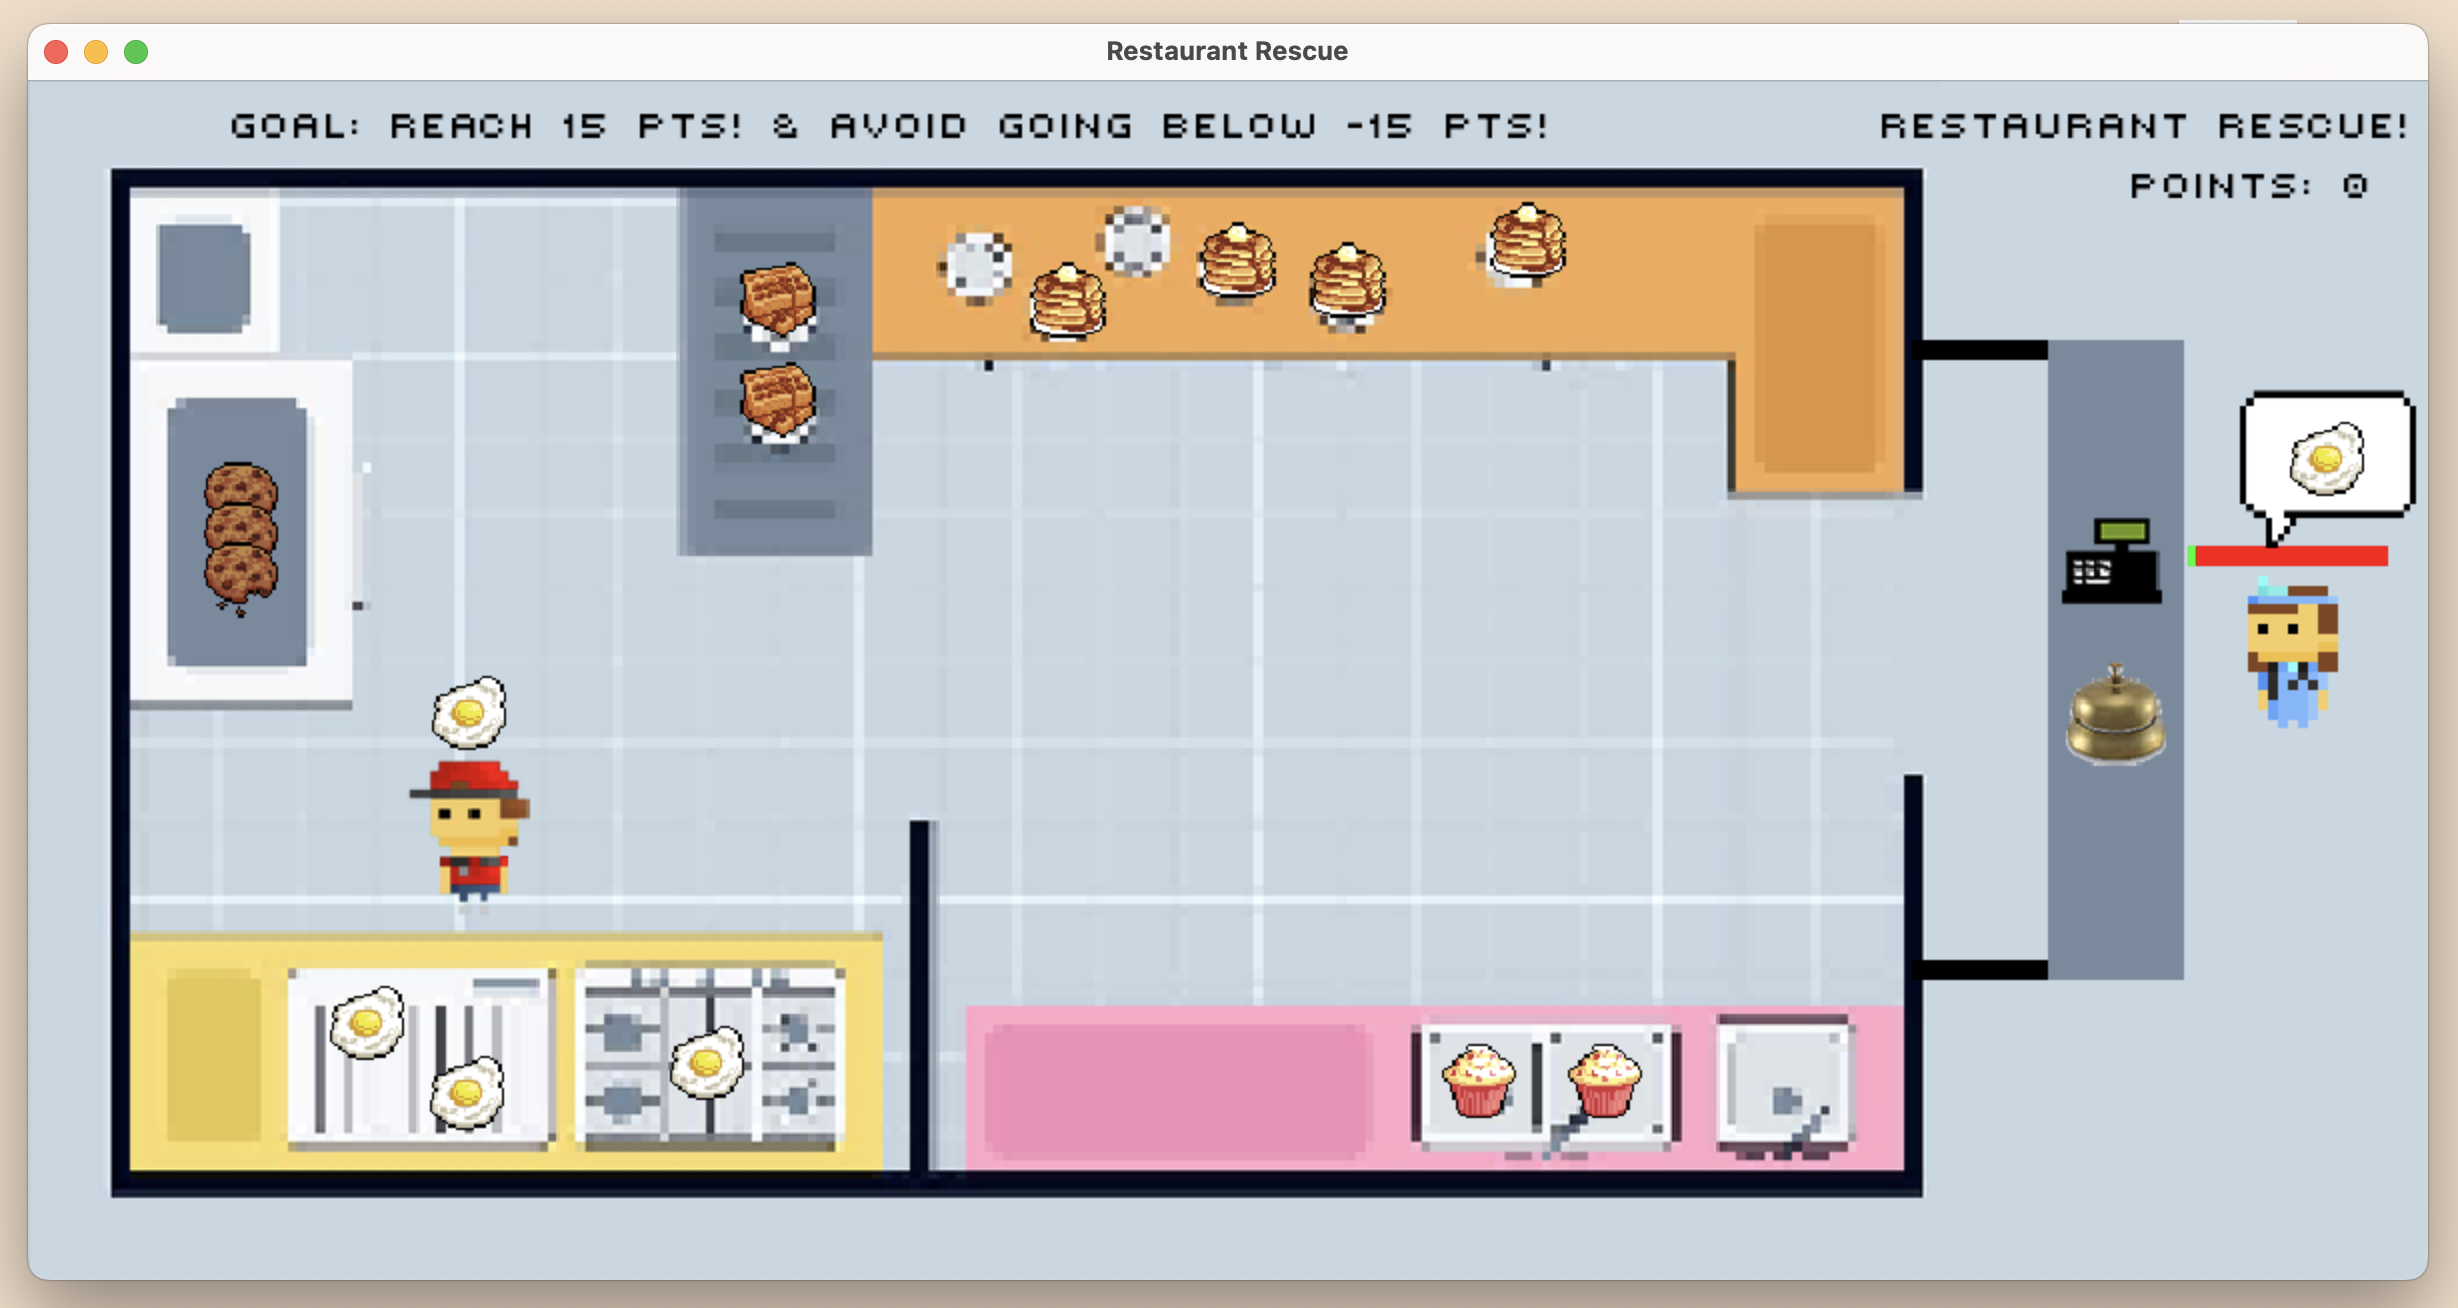 Restaurant Rescue
GOAL: REACH 15 PTS! & AVOID GOING BELOW -15 PTS!
RESTAURANT RESCUE!
POINTS: 0